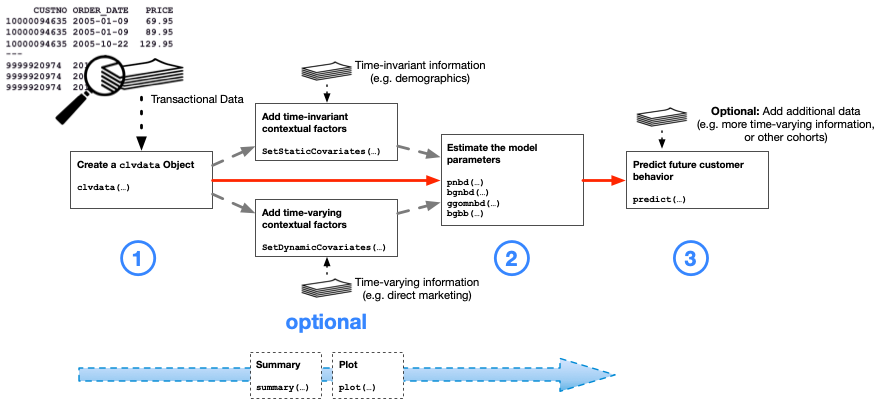 CUSTNO ORDER_DATE PRICE
10000094635 2005-01-09 69.95
10000094635 2005-01-09 89.95
10000094635 2005-10-22 129.95
---
9999920974 20
9999920974 20
9999920974 20
Transactional Data
Time-invariant information
(e.g. demographics)
Add time-invariant
contextual factors
SetStaticCovariates(…)
Create a clvdata Object
clvdata(…)
Estimate the model
parameters
pnbd(…)
bgnbd(…)
ggomnbd(…)
bgbb(…)
Optional: Add additional data
(e.g. more time-varying information,
or other cohorts)
Predict future customer
behavior
predict(…)
Add time-varying
contextual factors
SetDynamicCovariates(…)
Time-varying information
(e.g. direct marketing)
1
2
3
optional
Summary
summary(…)
Plot
plot(…)